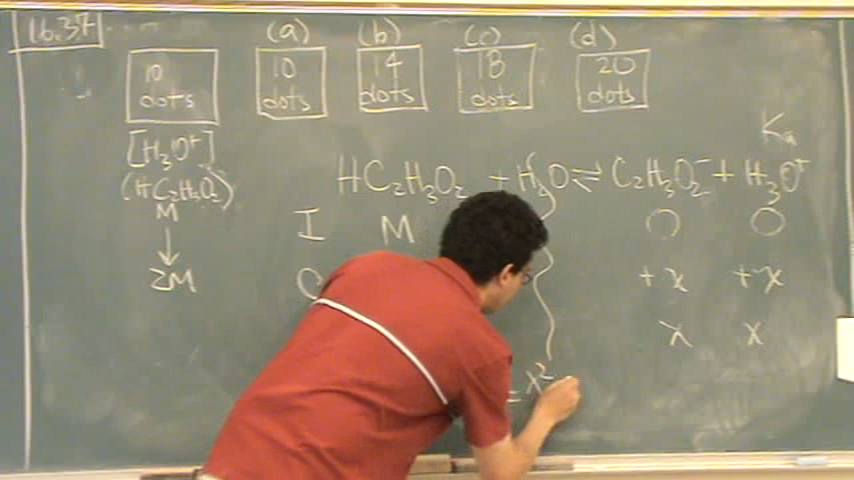 16.37 (a) (b) (c) (d)
10 dots 10 dots 14 dots 18 dots 20 dots
Ka
[H₃O⁺]
(HC₂H₃O₂) HC₂H₃O₂ + H₂O ⇌ C₂H₃O₂⁻ + H₃O⁺
M
I M 0 0
↓
2M +x +x
x x
= x²